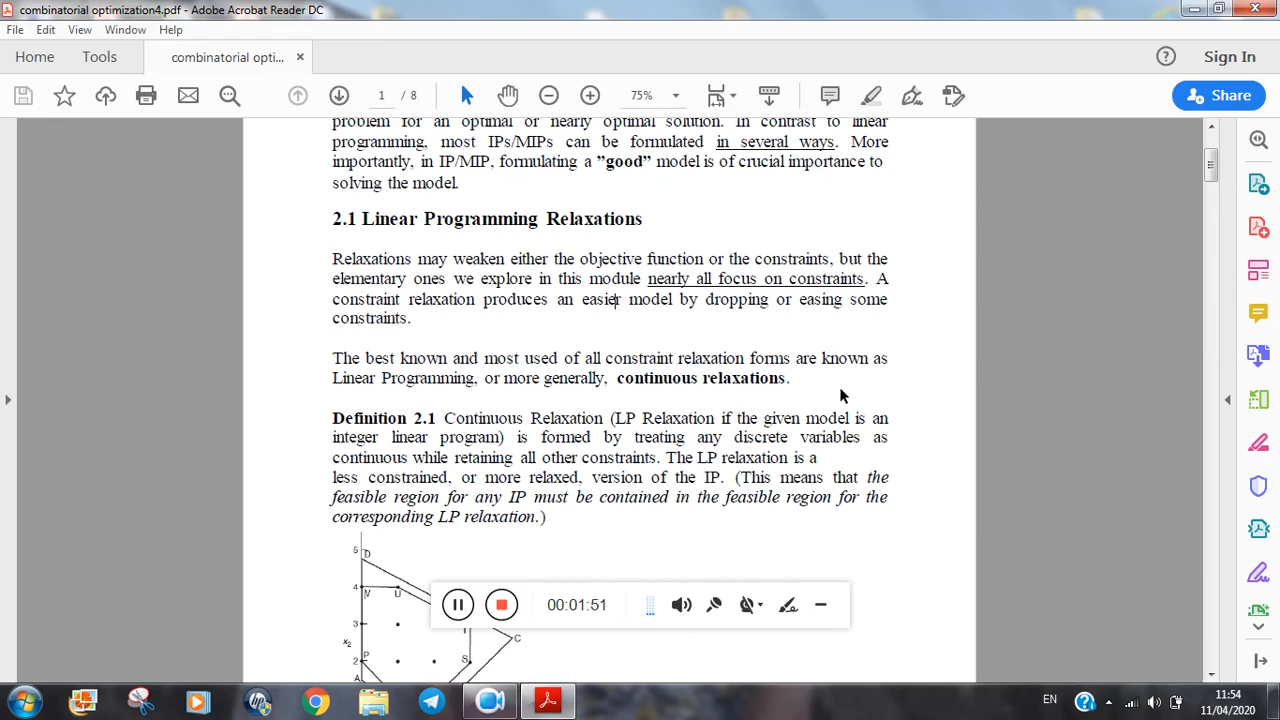 combinatorial optimization4.pdf - Adobe Acrobat Reader DC
File Edit View Window Help
Home Tools combinatorial opti... × Sign In
1 / 8 75% Share
problem for an optimal or nearly optimal solution. In contrast to linear
programming, most IPs/MIPs can be formulated in several ways. More
importantly, in IP/MIP, formulating a ”good” model is of crucial importance to
solving the model.
2.1 Linear Programming Relaxations
Relaxations may weaken either the objective function or the constraints, but the
elementary ones we explore in this module nearly all focus on constraints. A
constraint relaxation produces an easier model by dropping or easing some
constraints.
The best known and most used of all constraint relaxation forms are known as
Linear Programming, or more generally, continuous relaxations.
Definition 2.1 Continuous Relaxation (LP Relaxation if the given model is an
integer linear program) is formed by treating any discrete variables as
continuous while retaining all other constraints. The LP relaxation is a
less constrained, or more relaxed, version of the IP. (This means that the
feasible region for any IP must be contained in the feasible region for the
corresponding LP relaxation.)
5 D
4 U
00:01:51
3
x2 C
2 P S
A
EN 11:54
11/04/2020